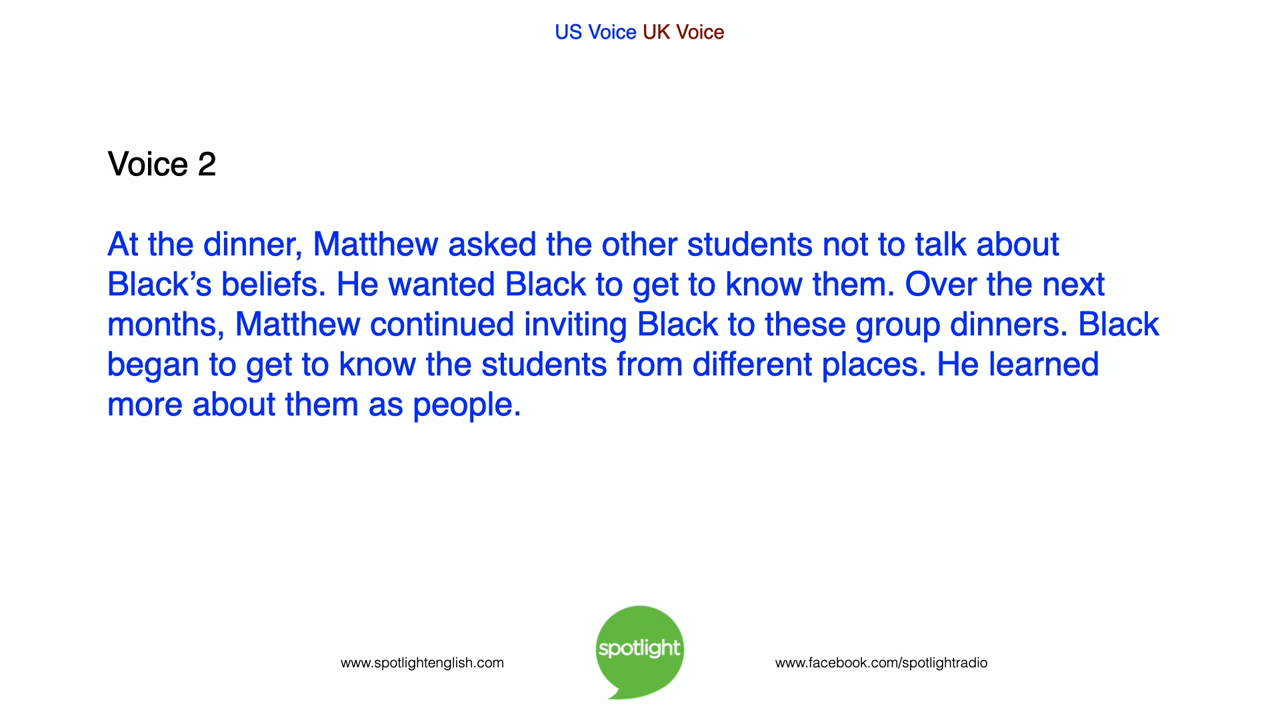 US Voice UK Voice
Voice 2
At the dinner, Matthew asked the other students not to talk about
Black’s beliefs. He wanted Black to get to know them. Over the next
months, Matthew continued inviting Black to these group dinners. Black
began to get to know the students from different places. He learned
more about them as people.
spotlight
www.spotlightenglish.com
www.facebook.com/spotlightradio